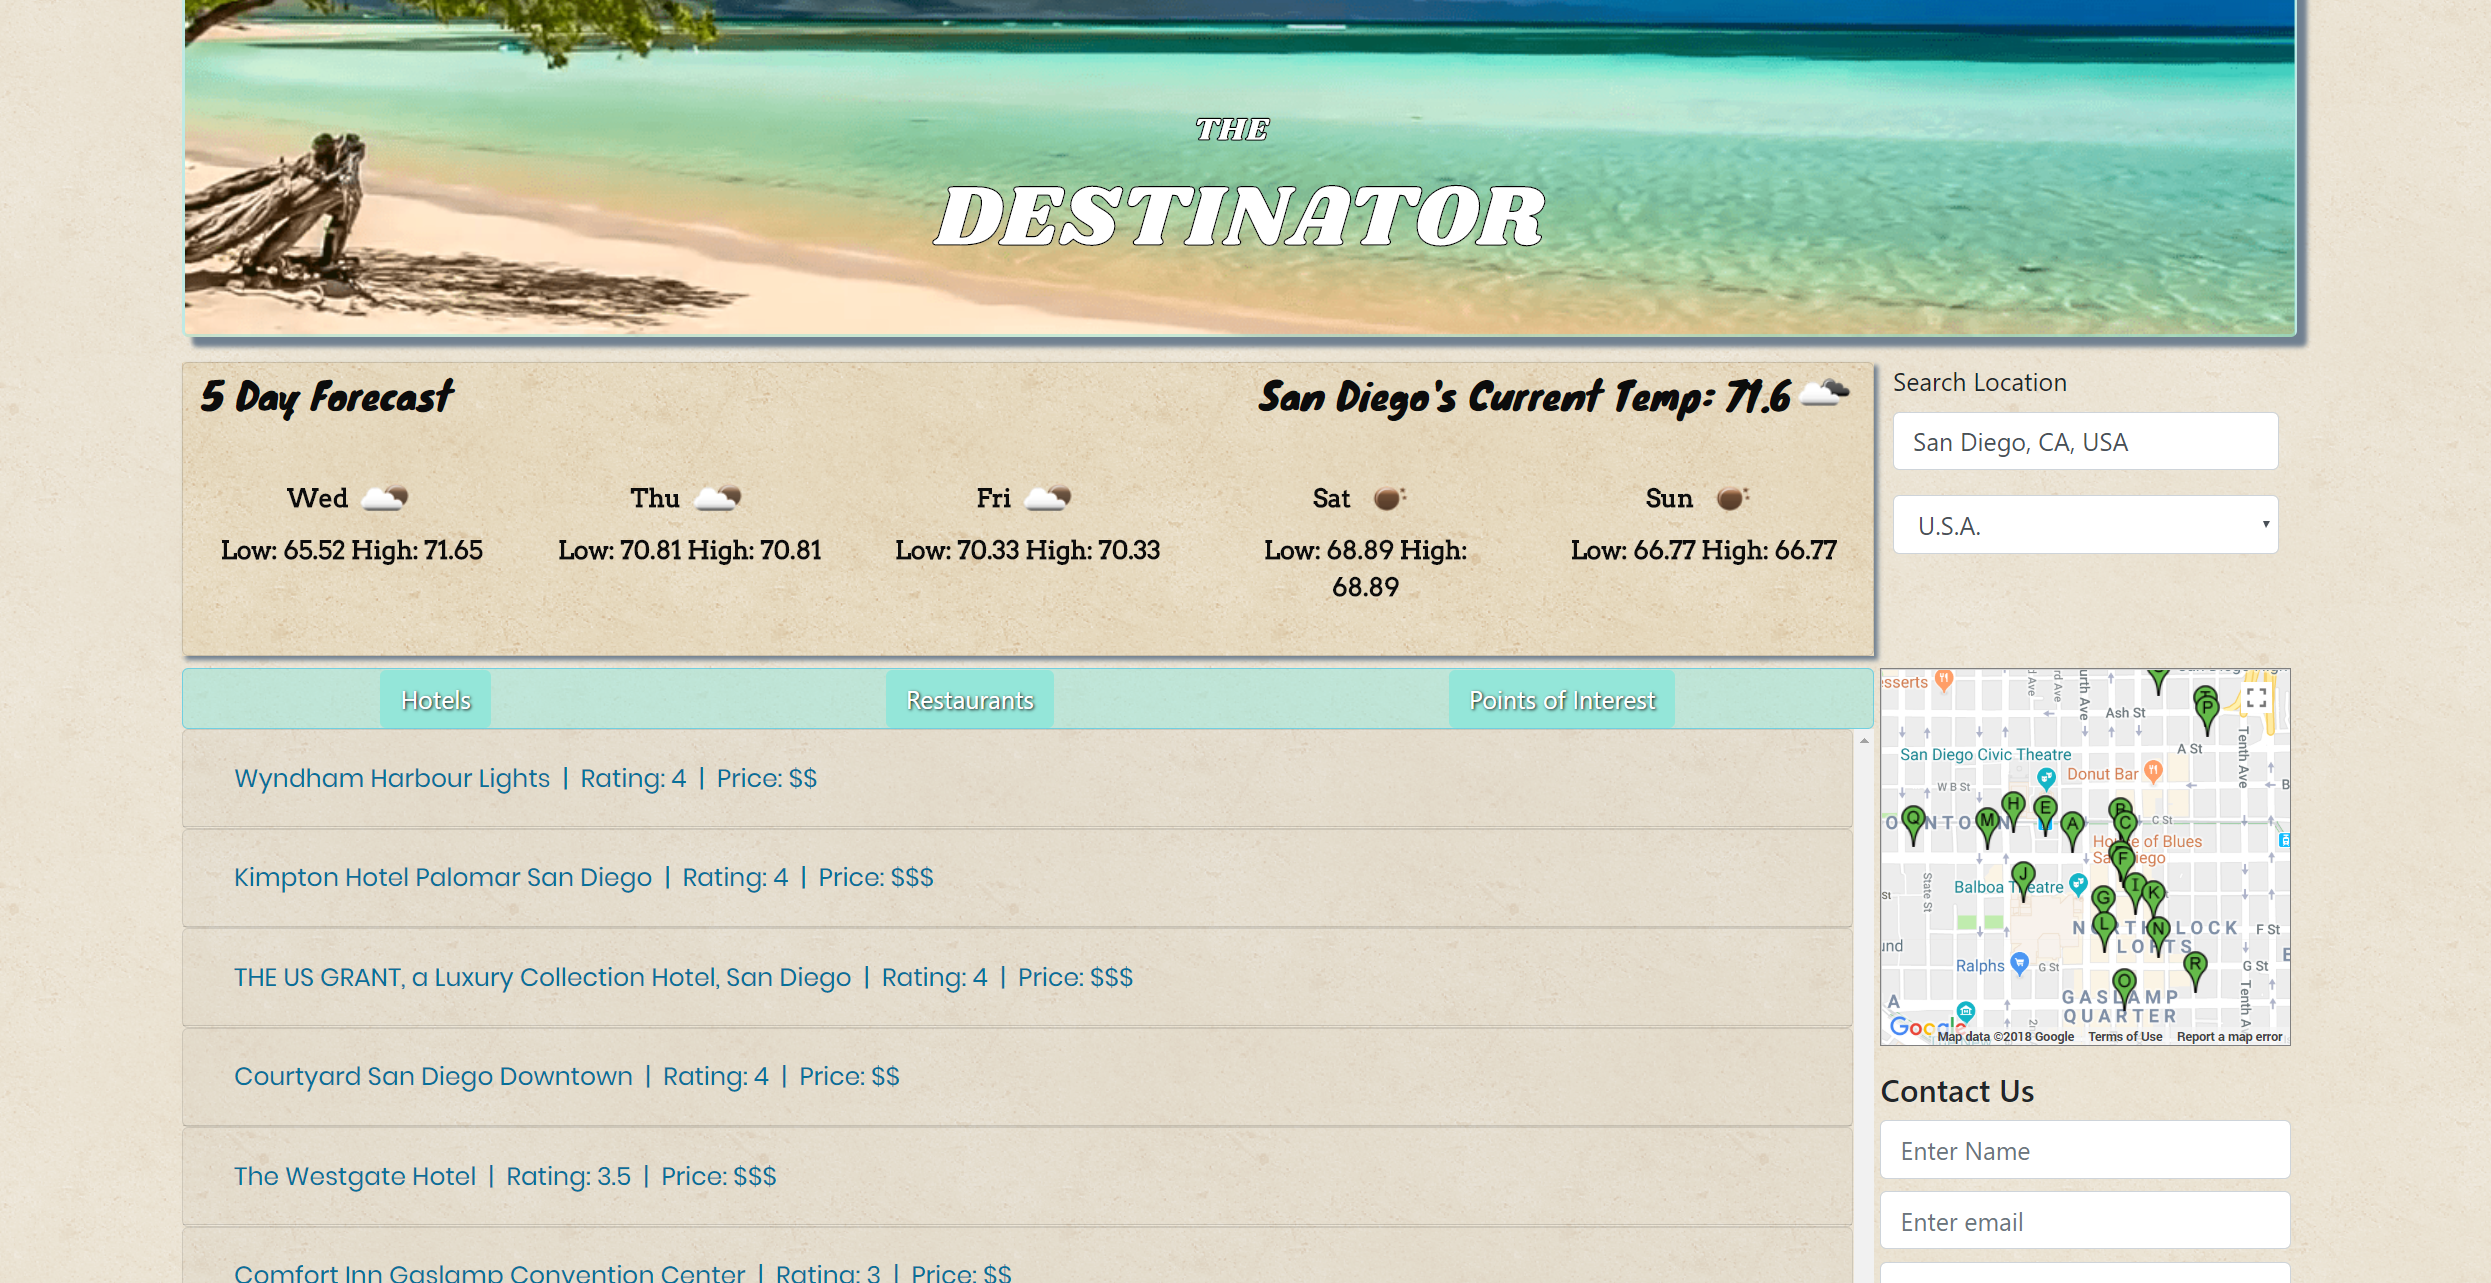 THE
DESTINATOR
5 Day Forecast
San Diego's Current Temp: 71.6
Wed
Low: 65.52 High: 71.65
Thu
Low: 70.81 High: 70.81
Fri
Low: 70.33 High: 70.33
Sat
Low: 68.89 High:
68.89
Sun
Low: 66.77 High: 66.77
Search Location
San Diego, CA, USA
U.S.A.
Hotels
Restaurants
Points of Interest
Wyndham Harbour Lights | Rating: 4 | Price: $$
Kimpton Hotel Palomar San Diego | Rating: 4 | Price: $$$
THE US GRANT, a Luxury Collection Hotel, San Diego | Rating: 4 | Price: $$$
Courtyard San Diego Downtown | Rating: 4 | Price: $$
The Westgate Hotel | Rating: 3.5 | Price: $$$
Comfort Inn Gaslamp Convention Center | Rating: 3 | Price: $$
Ash St
P
A St
Tenth Ave
San Diego Civic Theatre
Donut Bar
W B St
H
E
B
Q
M
A
C
C St
House of Blues
San Diego
F
J
Balboa Theatre
State St
I
K
G
L
N
F St
LOFTS
Ralphs
G St
R
G St
O
GASLAMP
QUARTER
Google
Map data ©2018 Google
Terms of Use
Report a map error
Contact Us
Enter Name
Enter email